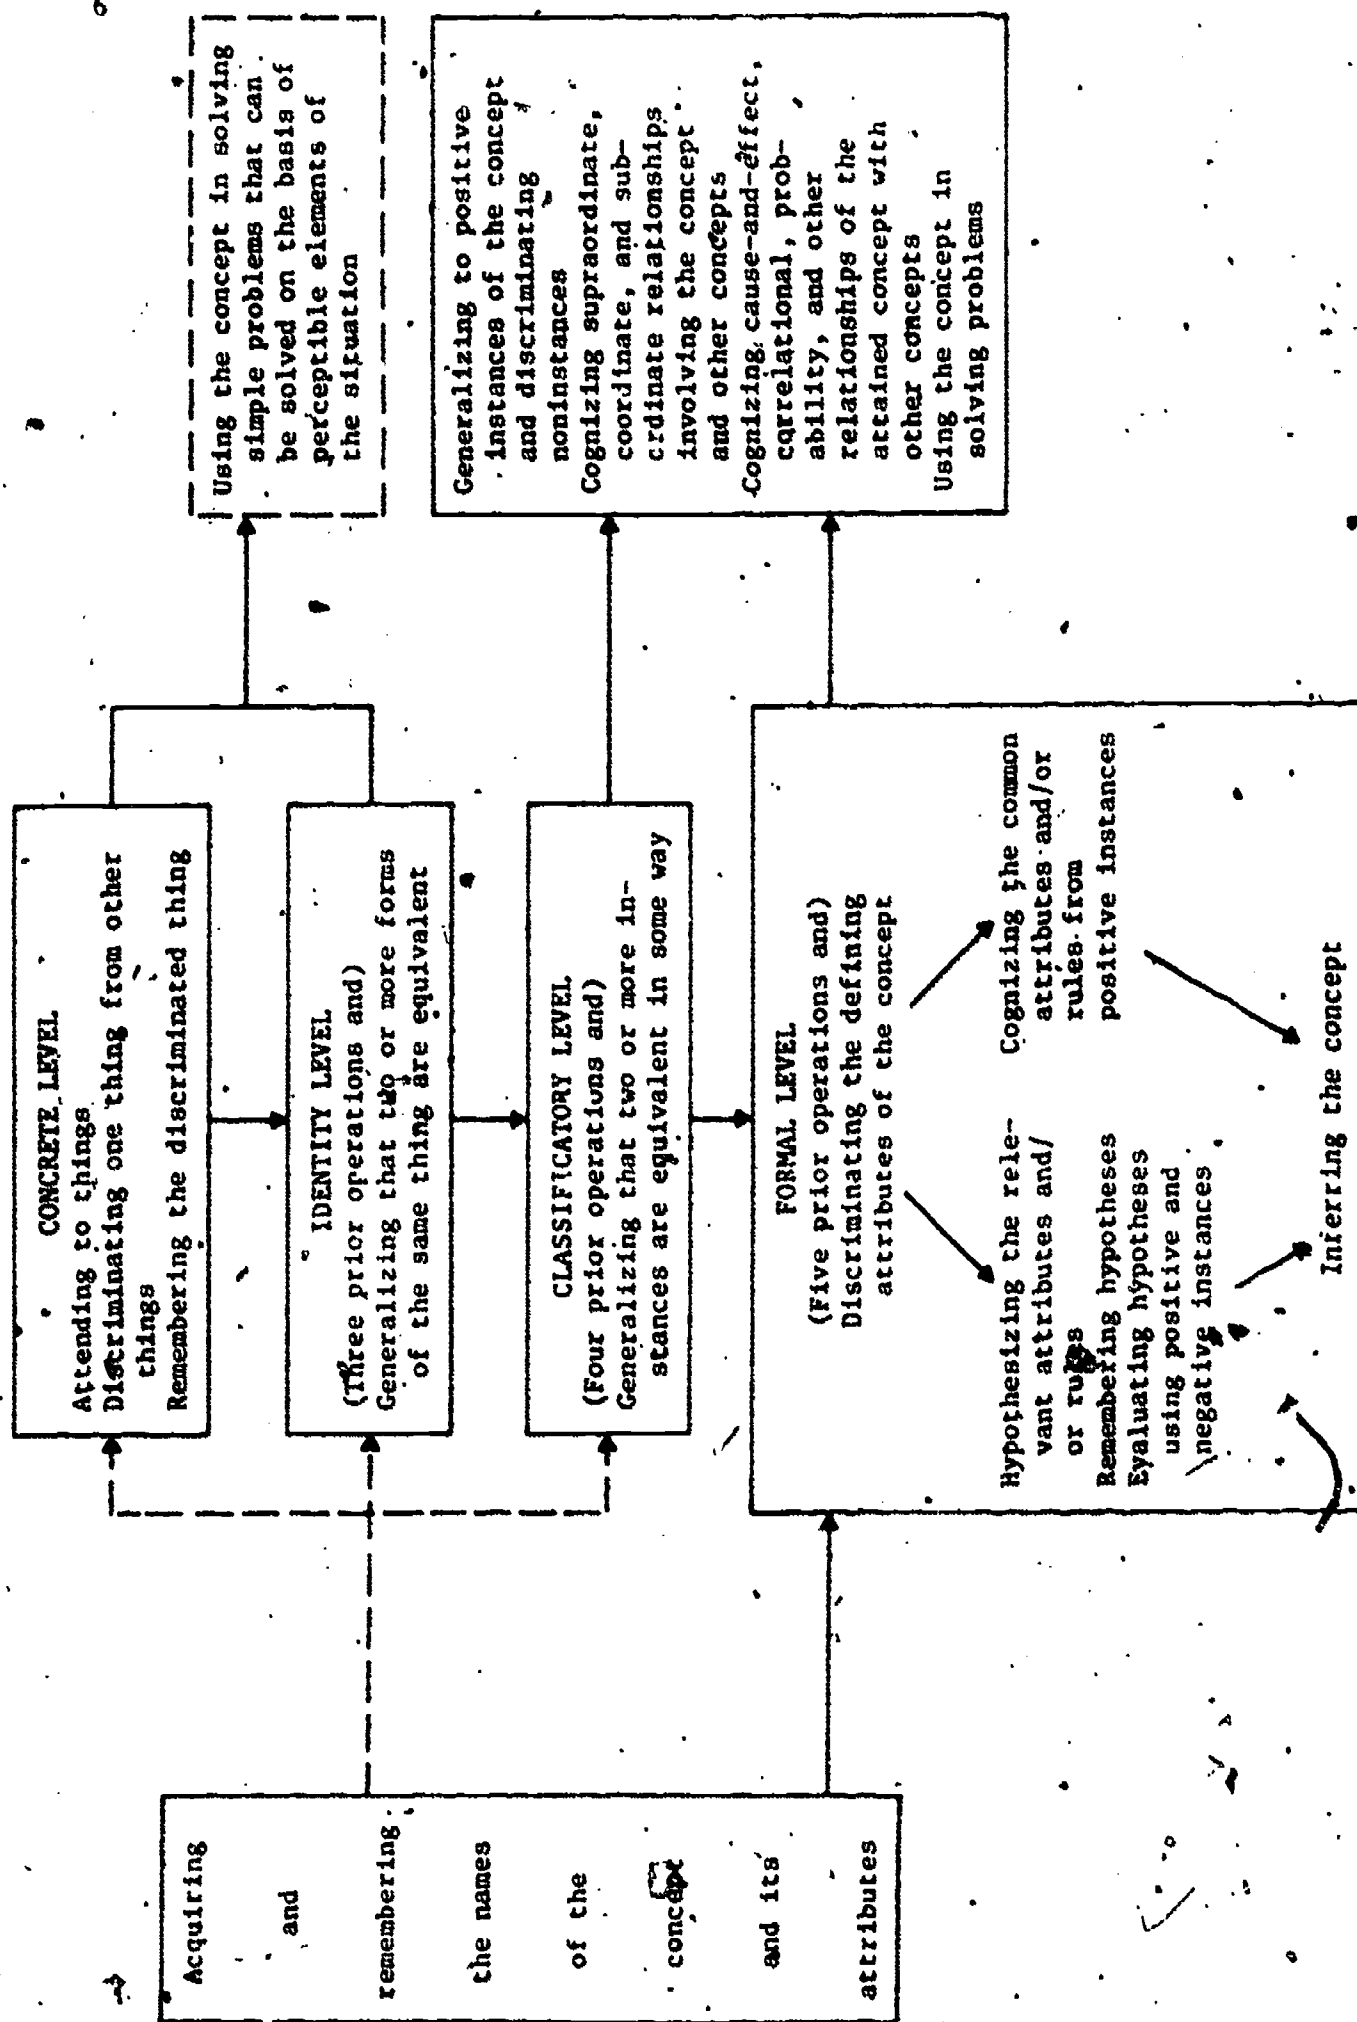 Acquiring
and
remembering
the names
of the
concept
and its
attributes
CONCRETE LEVEL
Attending to things
Discriminating one thing from other
things
Remembering the discriminated thing
IDENTITY LEVEL
(Three prior operations and)
Generalizing that two or more forms
of the same thing are equivalent
CLASSIFICATORY LEVEL
(Four prior operations and)
Generalizing that two or more in-
stances are equivalent in some way
FORMAL LEVEL
(Five prior operations and)
Discriminating the defining
attributes of the concept
Hypothesizing the rele-
vant attributes and/
or rules
Remembering hypotheses
Evaluating hypotheses
using positive and
negative instances
Cognizing the common
attributes and/or
rules from
positive instances
Inferring the concept
Using the concept in solving
simple problems that can
be solved on the basis of
perceptible elements of
the situation
Generalizing to positive
instances of the concept
and discriminating
noninstances
Cognizing supraordinate,
coordinate, and sub-
ordinate relationships
involving the concept
and other concepts
Cognizing cause-and-effect,
correlational, prob-
ability, and other
relationships of the
attained concept with
other concepts
Using the concept in
solving problems